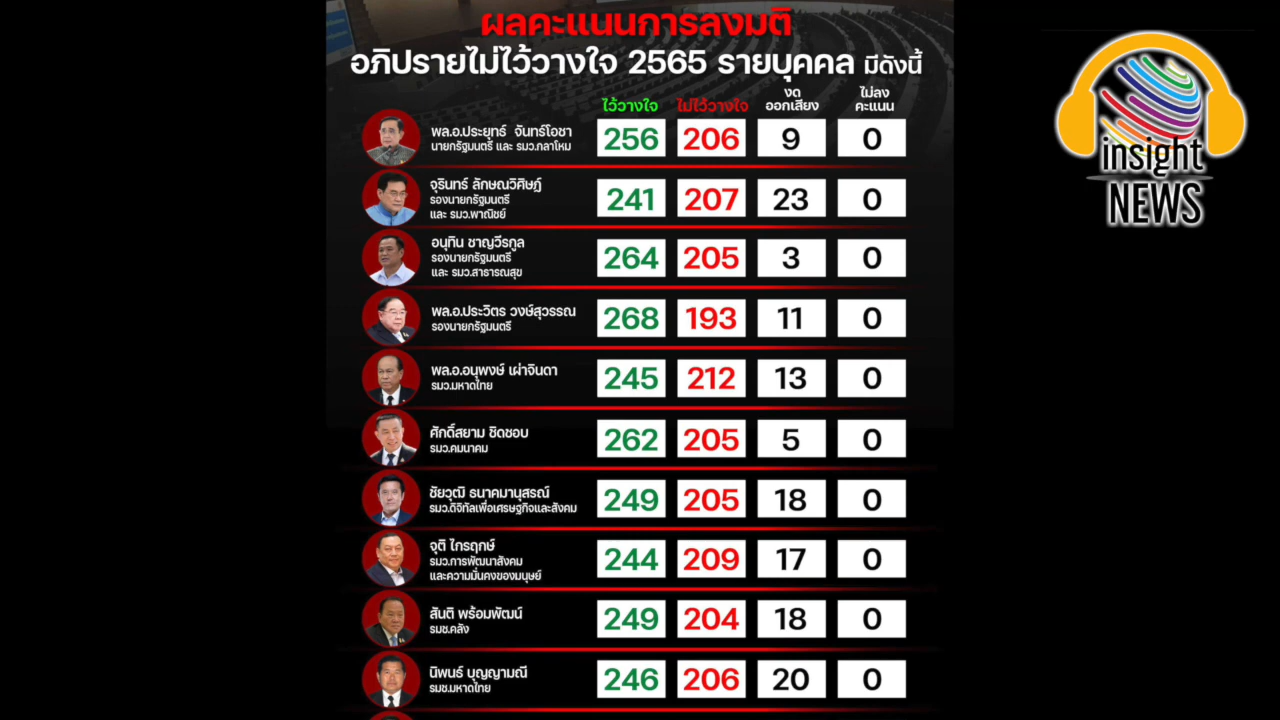 ผลคะแนนการลงมติ
อภิปรายไม่ไว้วางใจ 2565 รายบุคคล มีดังนี้
ไว้วางใจ ไม่ไว้วางใจ งดออกเสียง ไม่ลงคะแนน
พล.อ.ประยุทธ์ จันทร์โอชา
นายกรัฐมนตรี และ รมว.กลาโหม
256 206 9 0
จุรินทร์ ลักษณวิศิษฏ์
รองนายกรัฐมนตรี
และ รมว.พาณิชย์
241 207 23 0
อนุทิน ชาญวีรกูล
รองนายกรัฐมนตรี
และ รมว.สาธารณสุข
264 205 3 0
พล.อ.ประวิตร วงษ์สุวรรณ
รองนายกรัฐมนตรี
268 193 11 0
พล.อ.อนุพงษ์ เผ่าจินดา
รมว.มหาดไทย
245 212 13 0
ศักดิ์สยาม ชิดชอบ
รมว.คมนาคม
262 205 5 0
ชัยวุฒิ ธนาคมานุสรณ์
รมว.ดิจิทัลเพื่อเศรษฐกิจและสังคม
249 205 18 0
จุติ ไกรฤกษ์
รมว.การพัฒนาสังคม
และความมั่นคงของมนุษย์
244 209 17 0
สันติ พร้อมพัฒน์
รมช.คลัง
249 204 18 0
นิพนธ์ บุญญามณี
รมช.มหาดไทย
246 206 20 0
insight
NEWS